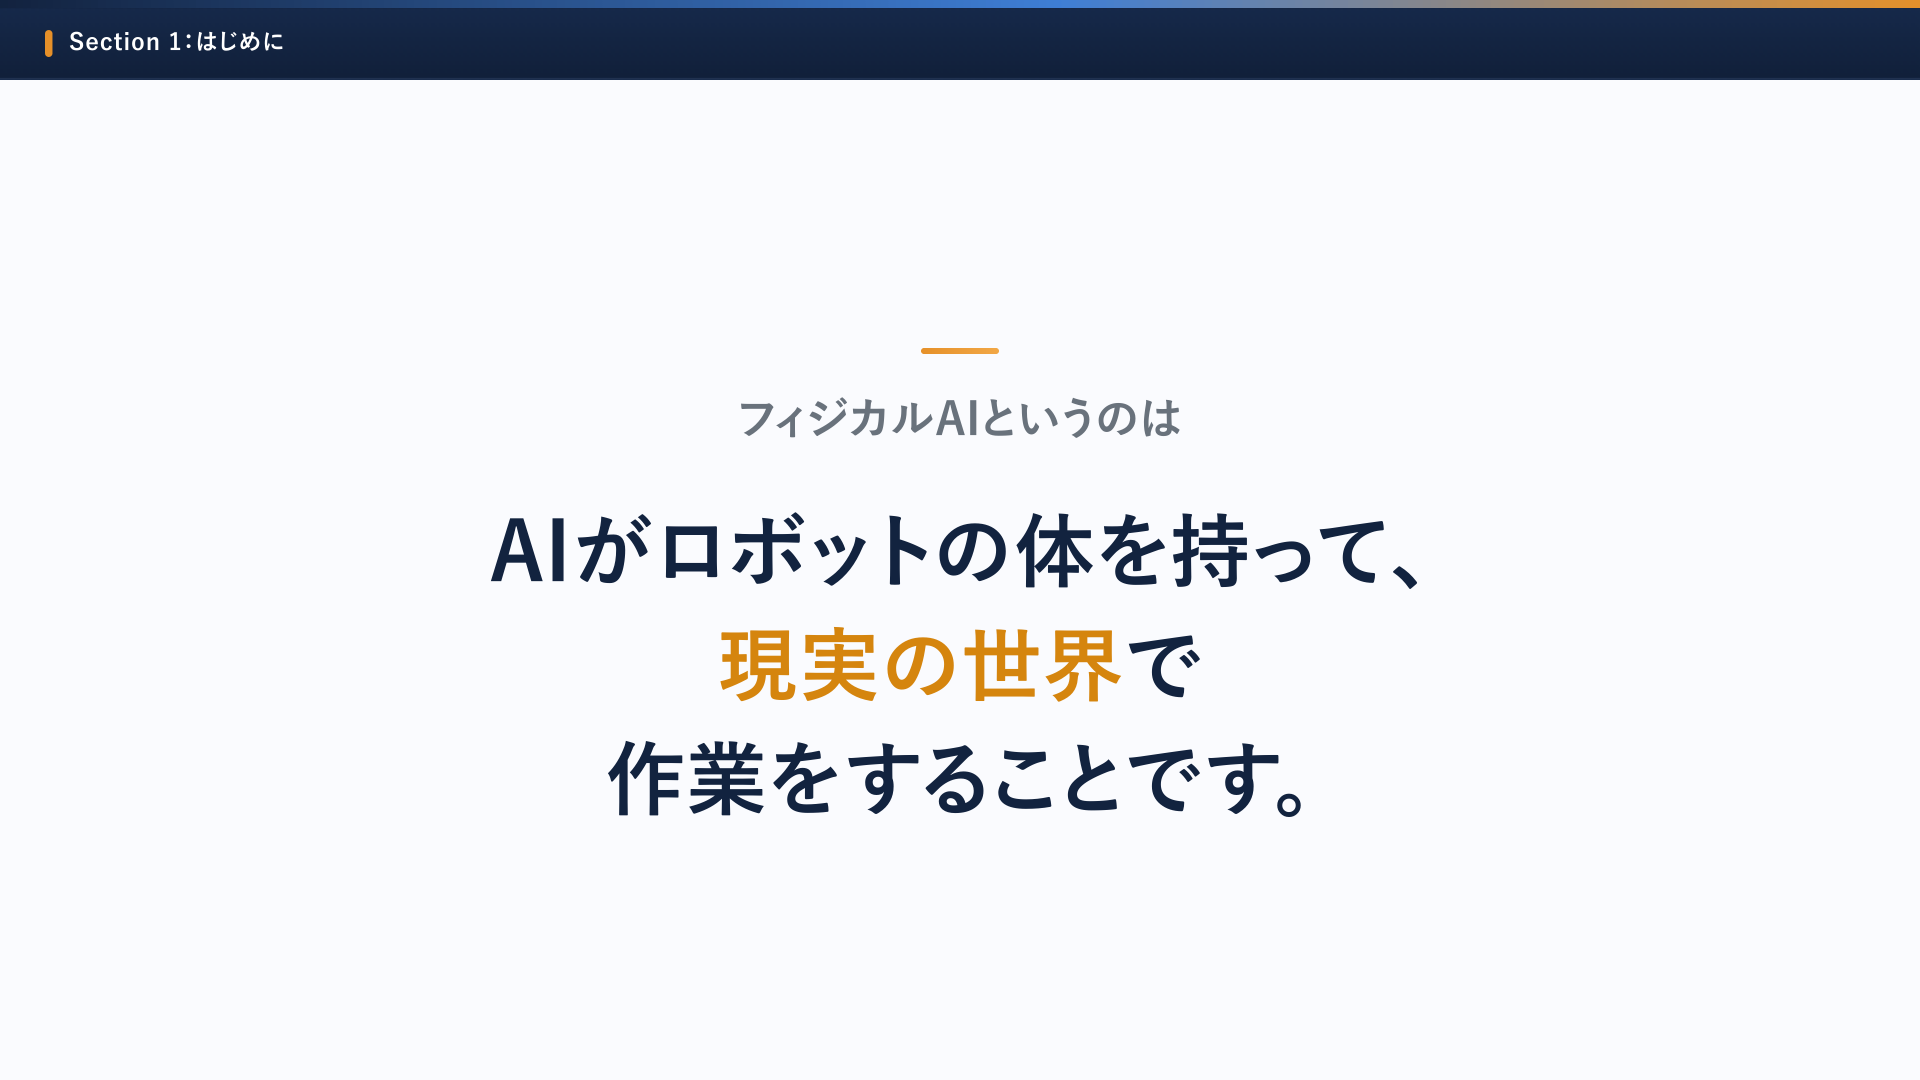 Section 1：はじめに
フィジカルAIというのは
AIがロボットの体を持って、
現実の世界で
作業をすることです。